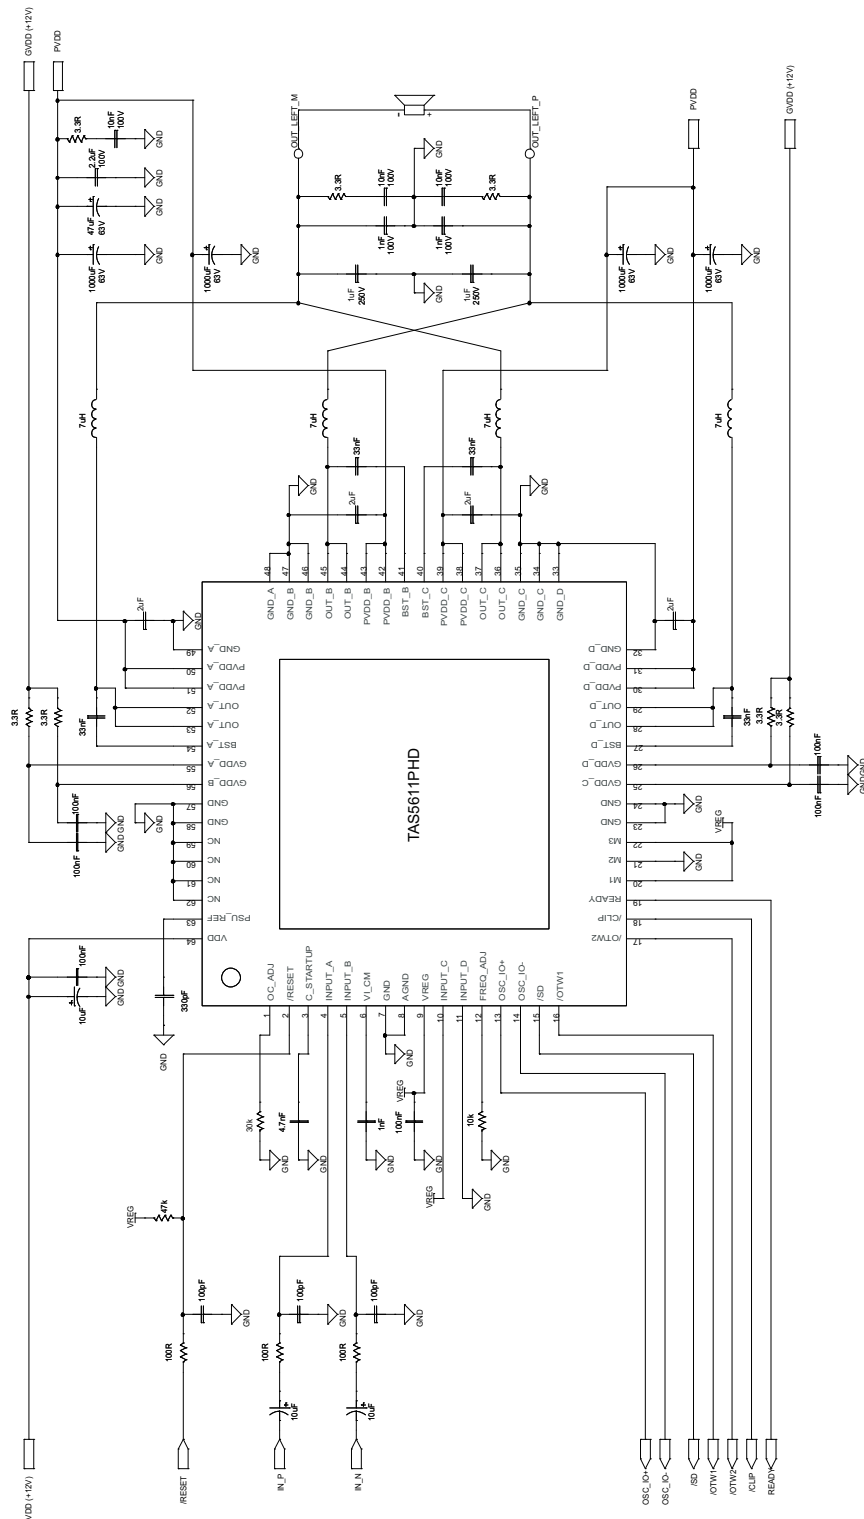 GVDD (+12V)
PVDD
3.3R
10nF
100V
GND
2.2uF
100V
GND
47uF
63V
GND
1000uF
63V
GND
1000uF
63V
GND
OUT_LEFT_M
-
+
OUT_LEFT_P
GND
3.3R
10nF
100V
10nF
100V
3.3R
1nF
100V
1nF
100V
1uF
250V
GND
1uF
250V
PVDD
GVDD (+12V)
1000uF
63V
GND
1000uF
63V
GND
7uH
7uH
7uH
7uH
33nF
33nF
GND
2uF
2uF
GND
48
47
46
45
44
43
42
41
40
39
38
37
36
35
34
33
GND_A
GND_B
GND_B
OUT_B
OUT_B
PVDD_B
PVDD_B
BST_B
BST_C
PVDD_C
PVDD_C
OUT_C
OUT_C
GND_C
GND_C
GND_D
2uF
GND
3.3R
3.3R
33nF
100nF
GND
GND
100nF
GND
49
50
51
52
53
54
55
56
57
58
59
60
61
62
63
64
GND_A
PVDD_A
PVDD_A
OUT_A
OUT_A
BST_A
GVDD_A
GVDD_B
GND
GND
NC
NC
NC
NC
PSU_REF
VDD
TAS5611PHD
GND_D
PVDD_D
PVDD_D
OUT_D
OUT_D
BST_D
GVDD_D
GVDD_C
GND
GND
M3
M2
M1
READY
/CLIP
/OTW2
32
31
30
29
28
27
26
25
24
23
22
21
20
19
18
17
2uF
33nF
3.3R
3.3R
100nF
GND
100nF
GND
GND
VREG
GND
100nF
GND
10uF
GND
330pF
GND
OC_ADJ
/RESET
C_STARTUP
INPUT_A
INPUT_B
VI_CM
GND
AGND
VREG
INPUT_C
INPUT_D
FREQ_ADJ
OSC_IO+
OSC_IO-
/SD
/OTW1
1
2
3
4
5
6
7
8
9
10
11
12
13
14
15
16
30k
GND
4.7nF
GND
1nF
GND
GND
VREG
100nF
GND
VREG
GND
10k
GND
VREG
47k
100R
100pF
GND
100R
100pF
GND
100R
100pF
GND
10uF
+
10uF
+
VDD (+12V)
/RESET
IN_P
IN_N
OSC_IO+
OSC_IO-
/SD
/OTW1
/OTW2
/CLIP
READY